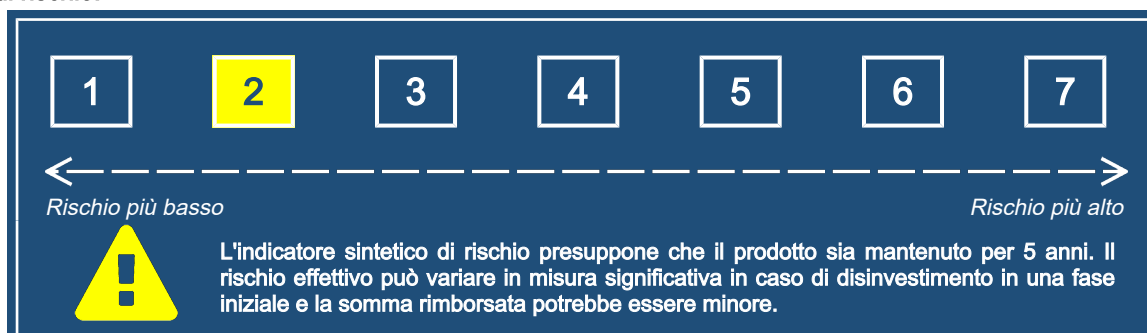 1 2 3 4 5 6 7
Rischio più basso Rischio più alto
L'indicatore sintetico di rischio presuppone che il prodotto sia mantenuto per 5 anni. Il
rischio effettivo può variare in misura significativa in caso di disinvestimento in una fase
iniziale e la somma rimborsata potrebbe essere minore.